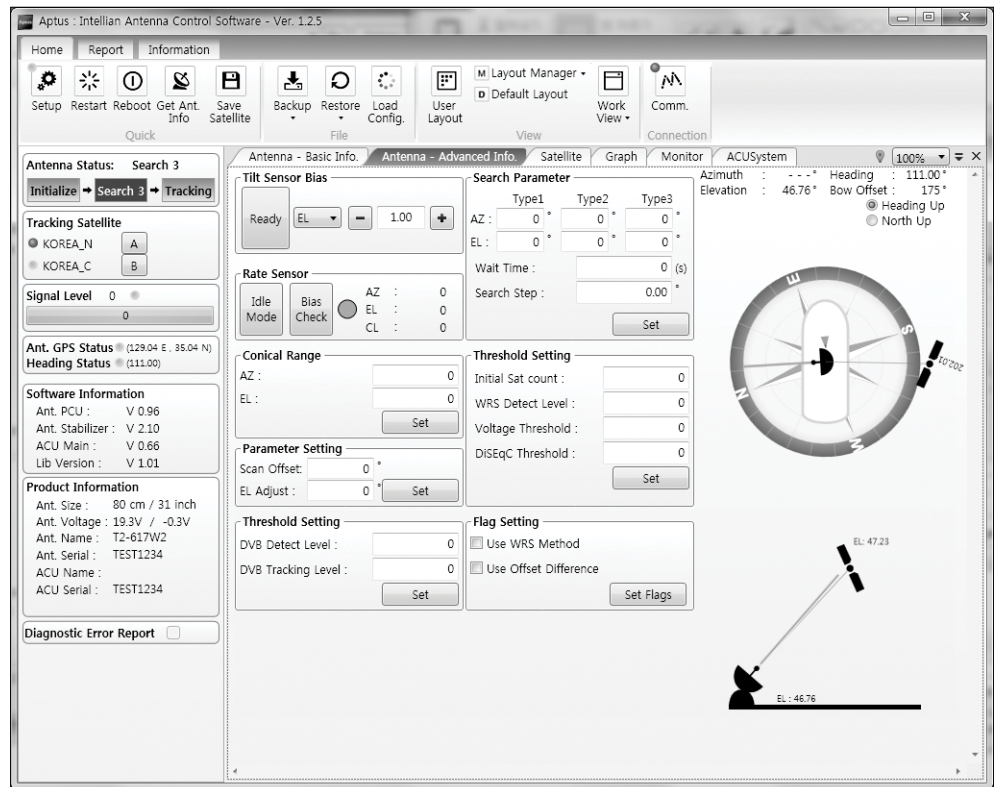 Aptus : Intellian Antenna Control Software - Ver. 1.2.5
Home Report Information
Setup Restart Reboot Get Ant. Info Save Satellite
Quick
Backup Restore Load Config.
File
User Layout
M Layout Manager
D Default Layout
Work View
View
Comm.
Connection
Antenna Status: Search 3
Initialize Search 3 Tracking
Tracking Satellite
KOREA_N A
KOREA_C B
Signal Level 0
0
Ant. GPS Status (129.04 E , 35.04 N)
Heading Status (111.00)
Software Information
Ant. PCU : V 0.96
Ant. Stabilizer : V 2.10
ACU Main : V 0.66
Lib Version : V 1.01
Product Information
Ant. Size : 80 cm / 31 inch
Ant. Voltage : 19.3V / -0.3V
Ant. Name : T2-617W2
Ant. Serial : TEST1234
ACU Name :
ACU Serial : TEST1234
Diagnostic Error Report
Antenna - Basic Info. Antenna - Advanced Info. Satellite Graph Monitor ACUSystem
100%
Tilt Sensor Bias
Ready EL - 1.00 +
Rate Sensor
Idle Mode
Bias Check
AZ : 0
EL : 0
CL : 0
Conical Range
AZ : 0
EL : 0
Set
Parameter Setting
Scan Offset: 0 °
EL Adjust : 0 ° Set
Threshold Setting
DVB Detect Level : 0
DVB Tracking Level : 0
Set
Search Parameter
Type1 Type2 Type3
AZ : 0 ° 0 ° 0 °
EL : 0 ° 0 ° 0 °
Wait Time : 0 (s)
Search Step : 0.00 °
Set
Threshold Setting
Initial Sat count : 0
WRS Detect Level : 0
Voltage Threshold : 0
DiSEqC Threshold : 0
Set
Flag Setting
Use WRS Method
Use Offset Difference
Set Flags
Azimuth : ---° Heading : 111.00°
Elevation : 46.76° Bow Offset : 175°
Heading Up
North Up
E
S
N
W
202.01
EL: 47.23
EL : 46.76